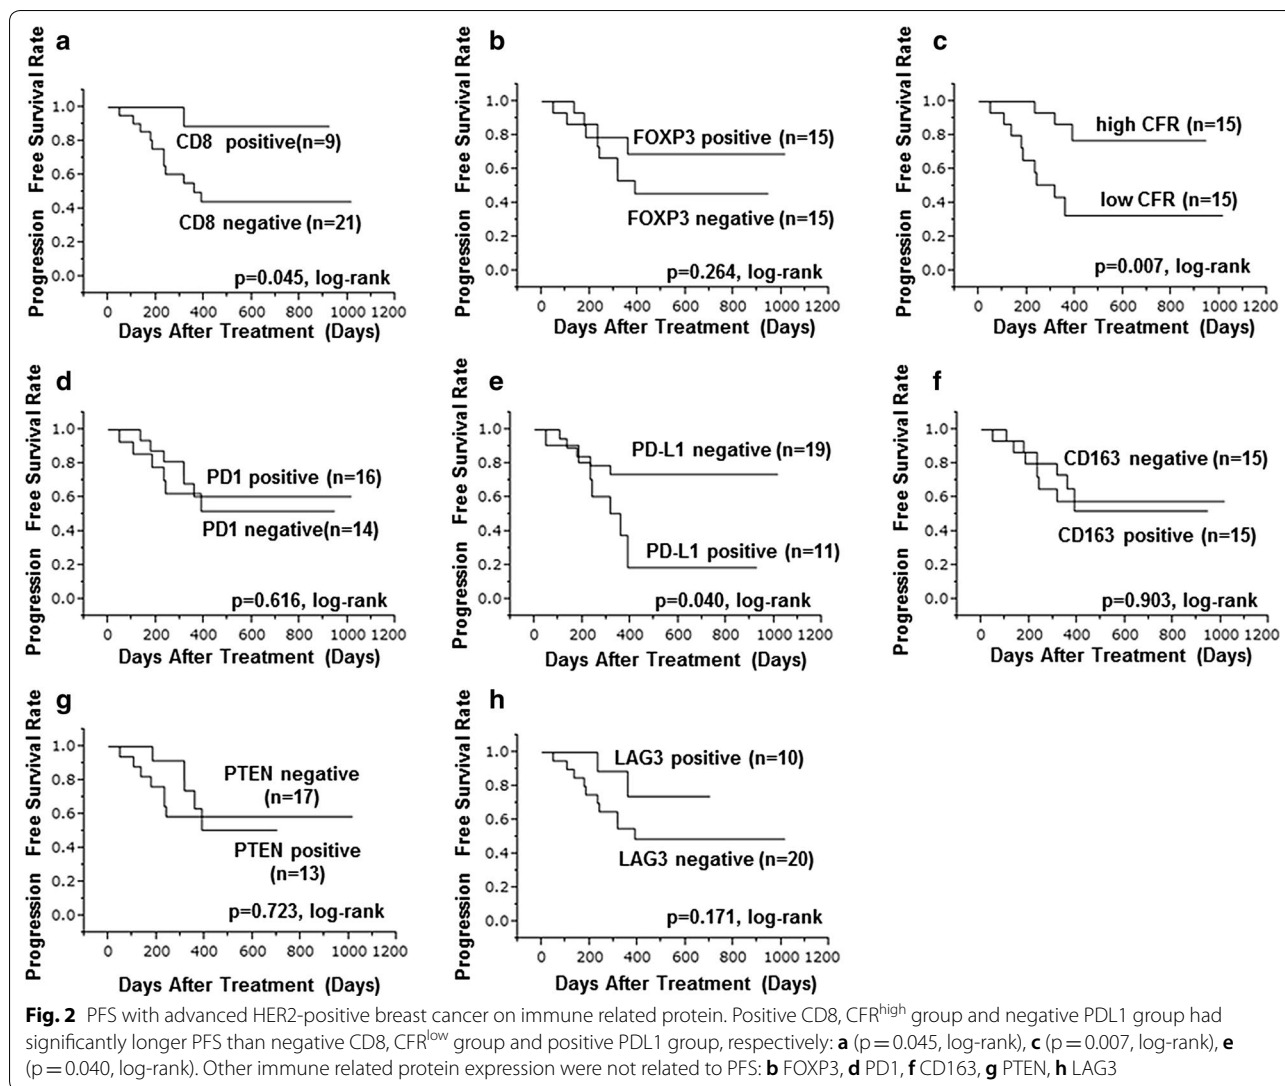 a
Progression Free Survival Rate
1.0
0.8
0.6
0.4
0.2
0.0
CD8 positive(n=9)
CD8 negative (n=21)
p=0.045, log-rank
0 200 400 600 800 1000 1200
Days After Treatment (Days)
b
Progression Free Survival Rate
1.0
0.8
0.6
0.4
0.2
0.0
FOXP3 positive (n=15)
FOXP3 negative (n=15)
p=0.264, log-rank
0 200 400 600 800 1000 1200
Days After Treatment (Days)
c
Progression Free Survival Rate
1.0
0.8
0.6
0.4
0.2
0.0
high CFR (n=15)
low CFR (n=15)
p=0.007, log-rank
0 200 400 600 800 1000 1200
Days After Treatment (Days)
d
Progression Free Survival Rate
1.0
0.8
0.6
0.4
0.2
0.0
PD1 positive (n=16)
PD1 negative(n=14)
p=0.616, log-rank
0 200 400 600 800 1000 1200
Days After Treatment (Days)
e
Progression Free Survival Rate
1.0
0.8
0.6
0.4
0.2
0.0
PD-L1 negative (n=19)
PD-L1 positive (n=11)
p=0.040, log-rank
0 200 400 600 800 1000 1200
Days After Treatment (Days)
f
Progression Free Survival Rate
1.0
0.8
0.6
0.4
0.2
0.0
CD163 negative (n=15)
CD163 positive (n=15)
p=0.903, log-rank
0 200 400 600 800 1000 1200
Days After Treatment (Days)
g
Progression Free Survival Rate
1.0
0.8
0.6
0.4
0.2
0.0
PTEN negative
(n=17)
PTEN positive
(n=13)
p=0.723, log-rank
0 200 400 600 800 1000 1200
Days After Treatment (Days)
h
Progression Free Survival Rate
1.0
0.8
0.6
0.4
0.2
0.0
LAG3 positive (n=10)
LAG3 negative (n=20)
p=0.171, log-rank
0 200 400 600 800 1000 1200
Days After Treatment (Days)
Fig. 2 PFS with advanced HER2-positive breast cancer on immune related protein. Positive CD8, CFR^high group and negative PDL1 group had
significantly longer PFS than negative CD8, CFR^low group and positive PDL1 group, respectively: a (p = 0.045, log-rank), c (p = 0.007, log-rank), e
(p = 0.040, log-rank). Other immune related protein expression were not related to PFS: b FOXP3, d PD1, f CD163, g PTEN, h LAG3